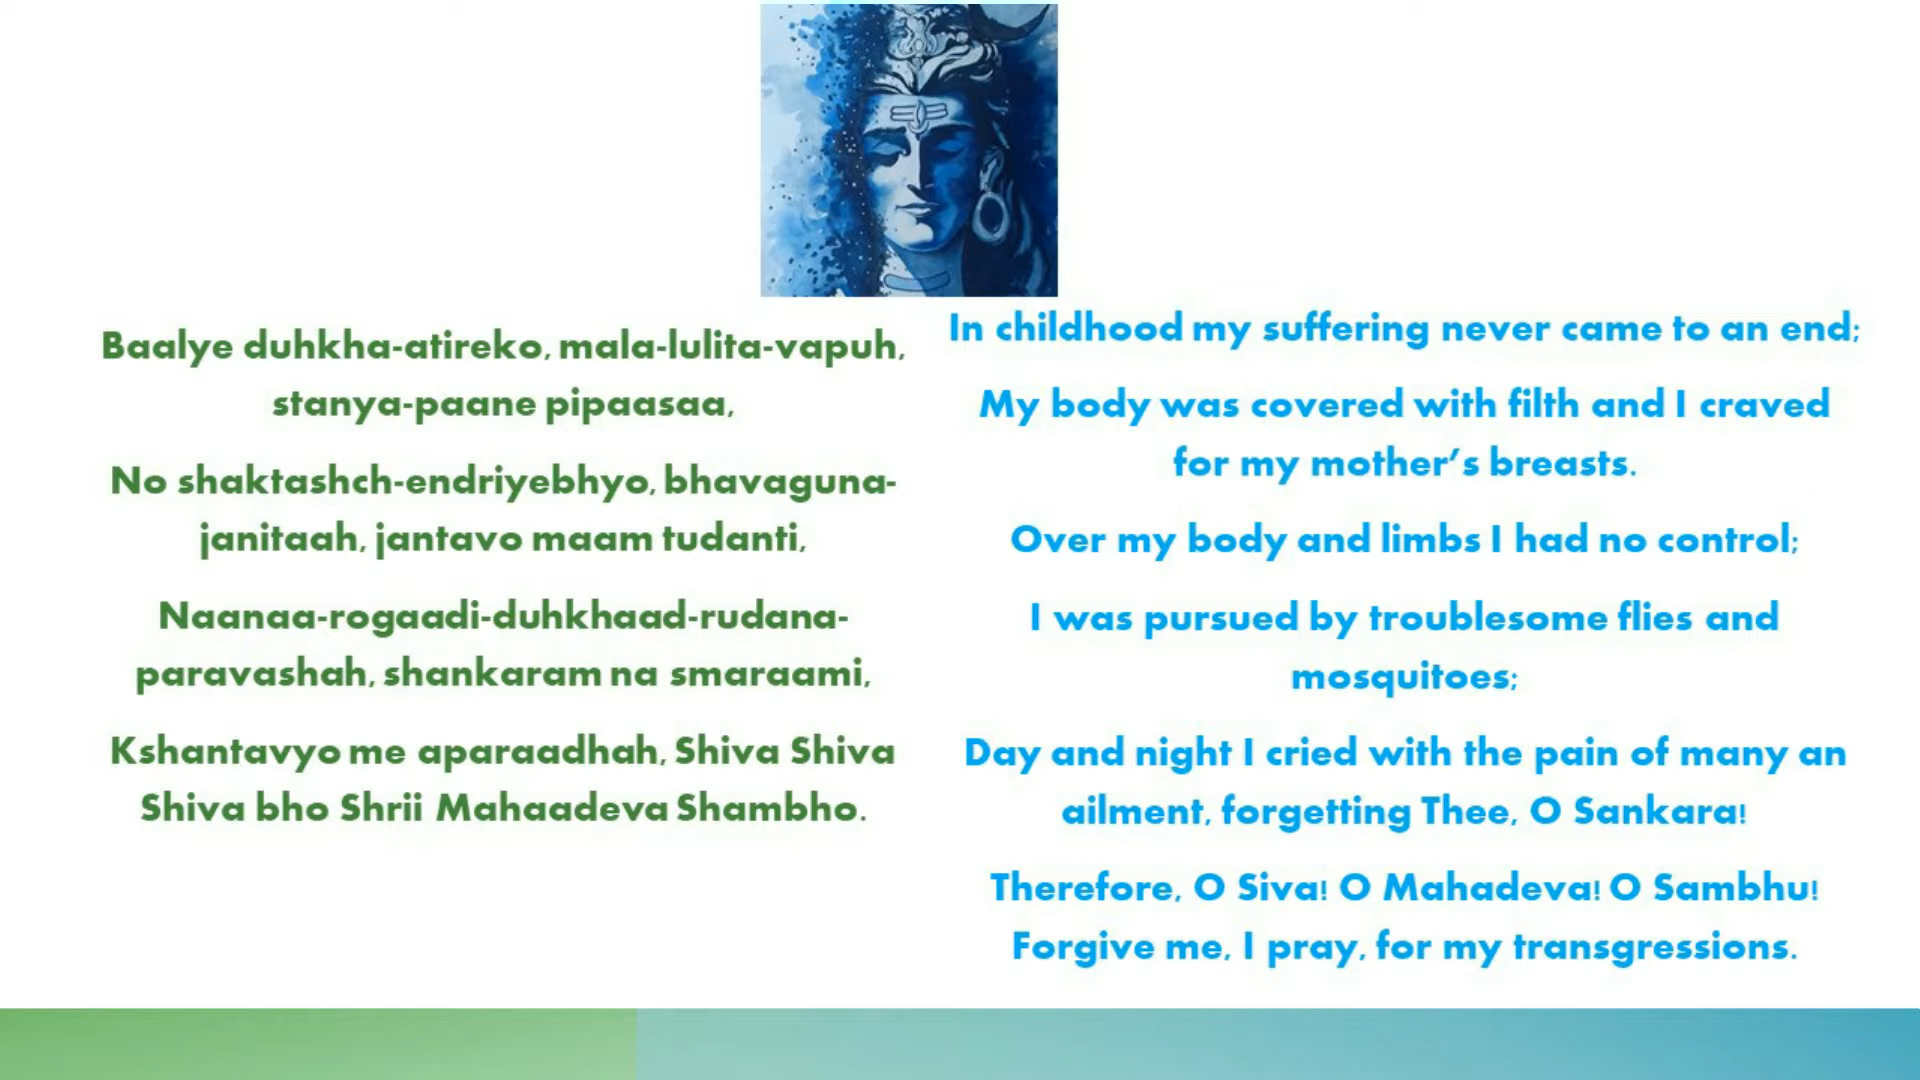 Baalye duhkha-atireko, mala-lulita-vapuh,
stanya-paane pipaasaa,
No shaktashch-endriyebhyo, bhavaguna-
janitaah, jantavo maam tudanti,
Naanaa-rogaadi-duhkhaad-rudana-
paravashah, shankaram na smaraami,
Kshantavyo me aparaadhah, Shiva Shiva
Shiva bho Shrii Mahaadeva Shambho.
In childhood my suffering never came to an end;
My body was covered with filth and I craved
for my mother's breasts.
Over my body and limbs I had no control;
I was pursued by troublesome flies and
mosquitoes;
Day and night I cried with the pain of many an
ailment, forgetting Thee, O Sankara!
Therefore, O Siva! O Mahadeva! O Sambhu!
Forgive me, I pray, for my transgressions.